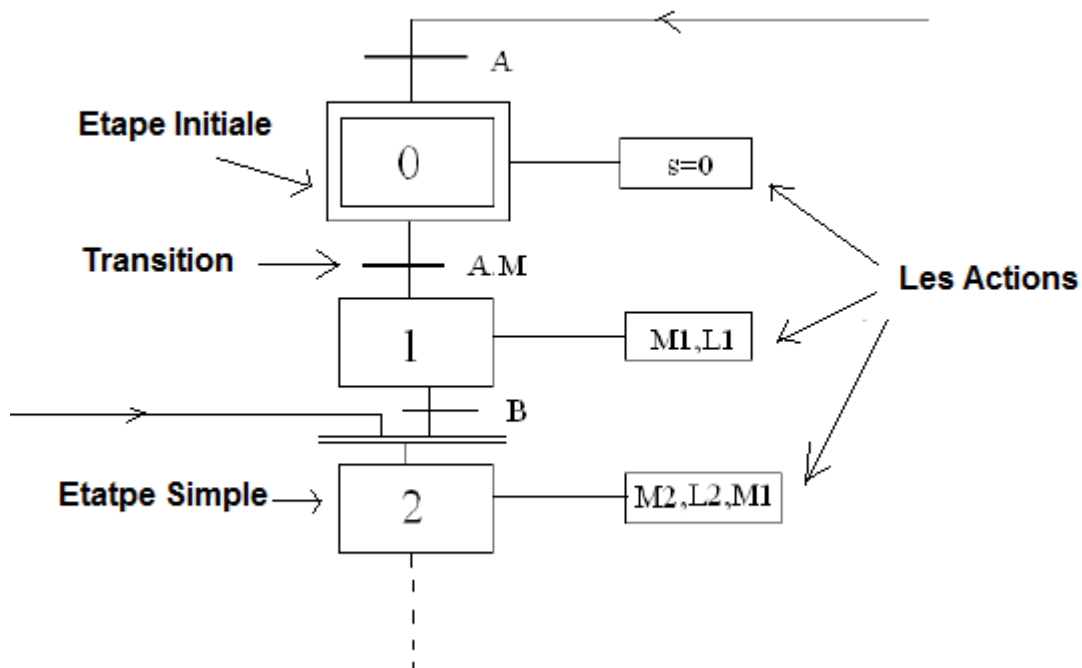 A
Etape Initiale
0
s=0
Transition
A.M
Les Actions
1
M1,L1
B
Etatpe Simple
2
M2,L2,M1